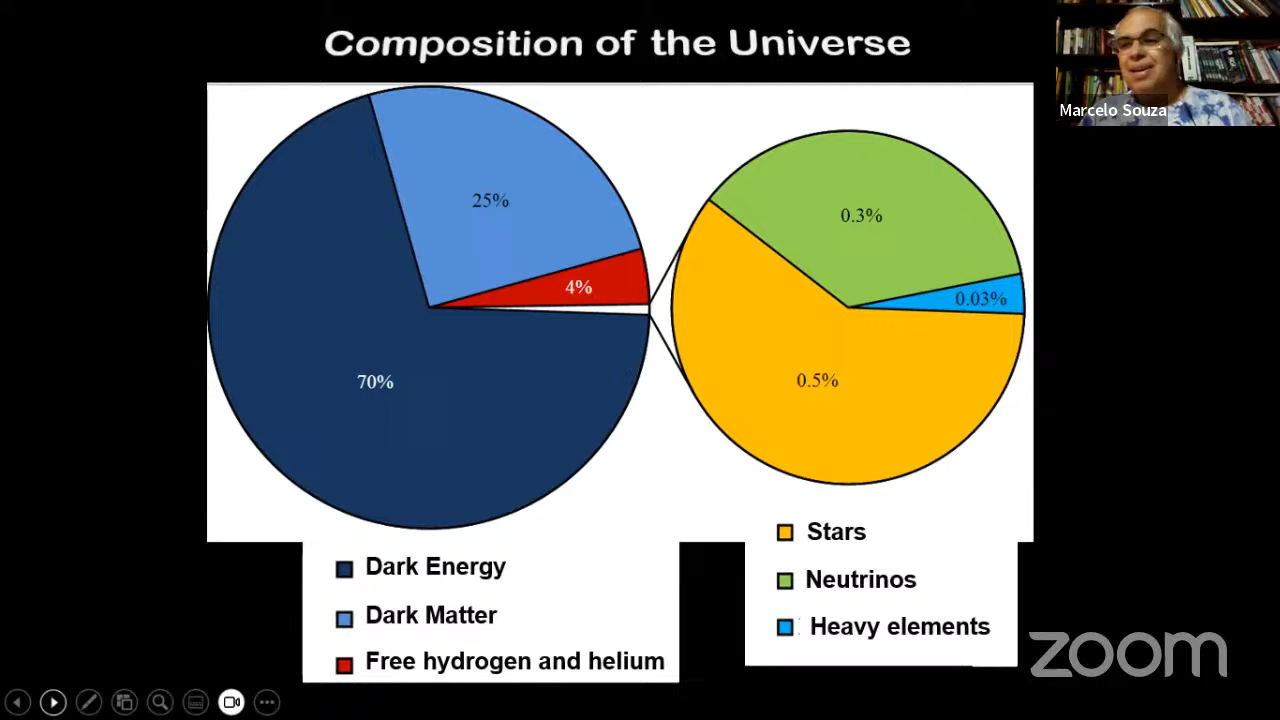 Composition of the Universe
Marcelo Souza
25%
4%
70%
0.3%
0.03%
0.5%
Dark Energy
Dark Matter
Free hydrogen and helium
Stars
Neutrinos
Heavy elements
zoom